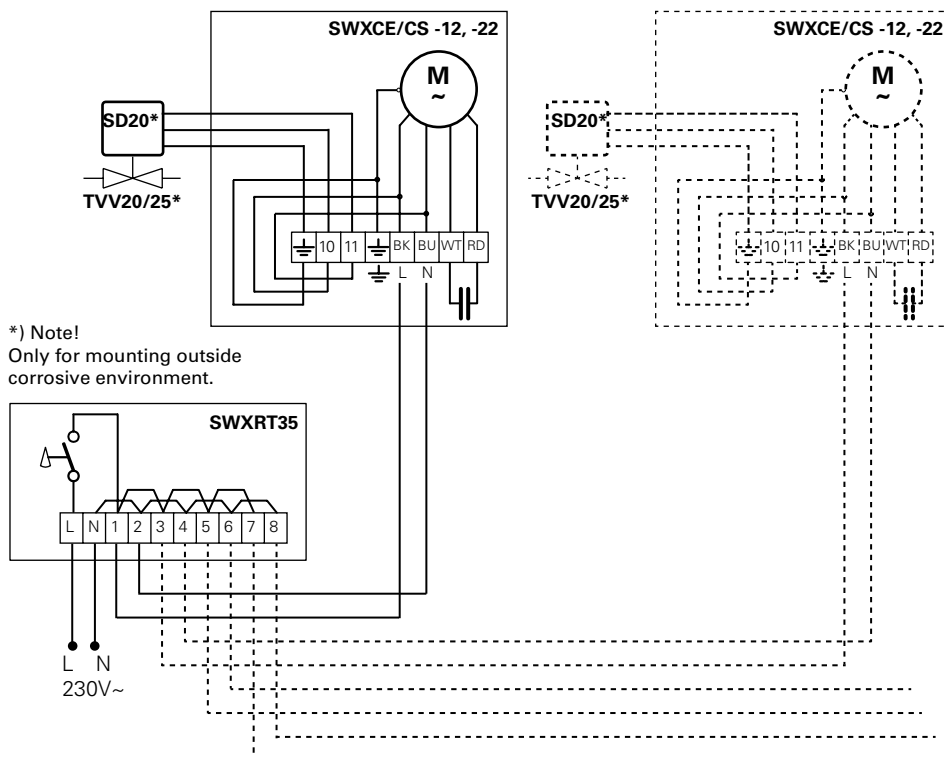 SWXCE/CS -12, -22
M
~
SD20*
TVV20/25*
10 11 BK BU WT RD
L N
SWXCE/CS -12, -22
M
~
SD20*
TVV20/25*
10 11 BK BU WT RD
L N
*) Note!
Only for mounting outside
corrosive environment.
SWXRT35
L N 1 2 3 4 5 6 7 8
L N
230V~